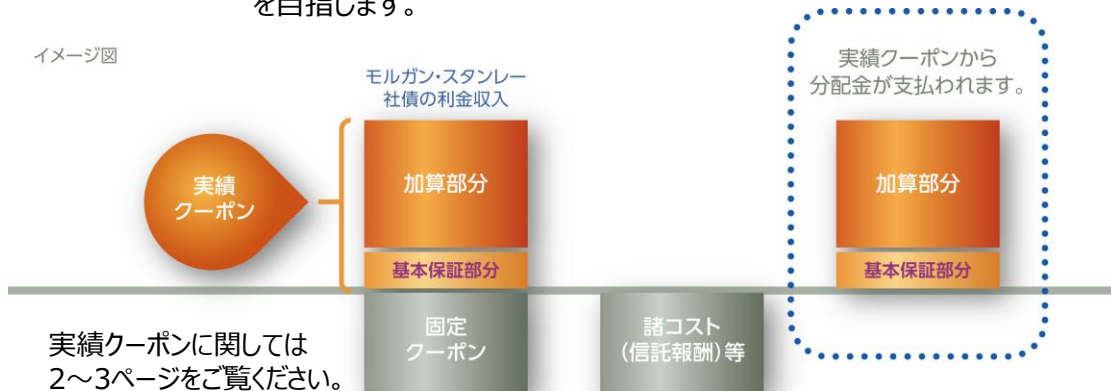 を目指します。
イメージ図
モルガン・スタンレー
社債の利金収入
実績クーポンから
分配金が支払われます。
実績
クーポン
加算部分
加算部分
基本保証部分
基本保証部分
固定
クーポン
諸コスト
(信託報酬)等
実績クーポンに関しては
2～3ページをご覧ください。